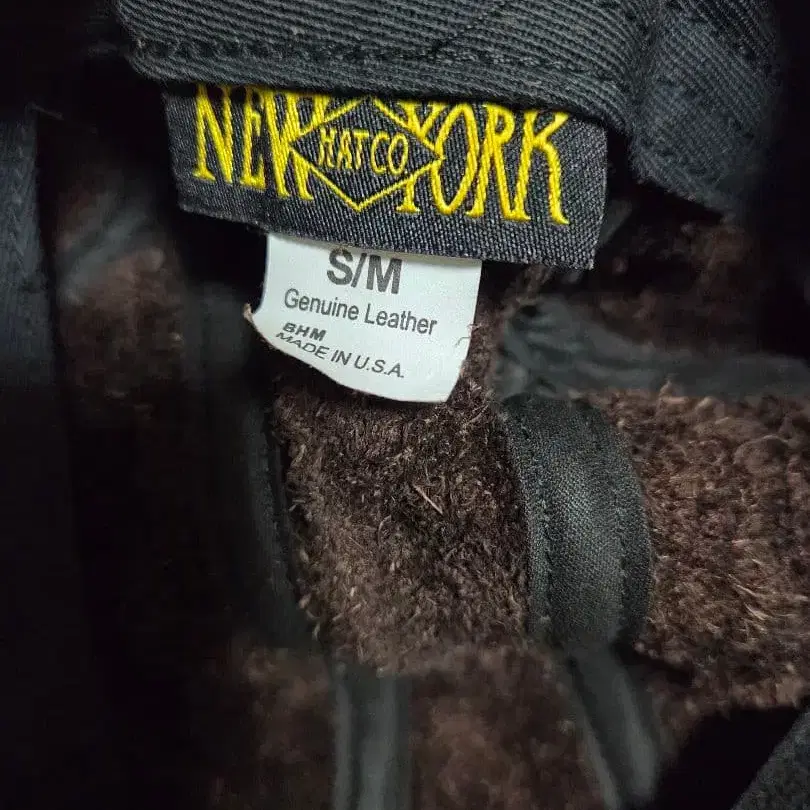 NEW HAT CO YORK
S/M
Genuine Leather
BHM
MADE IN U.S.A.